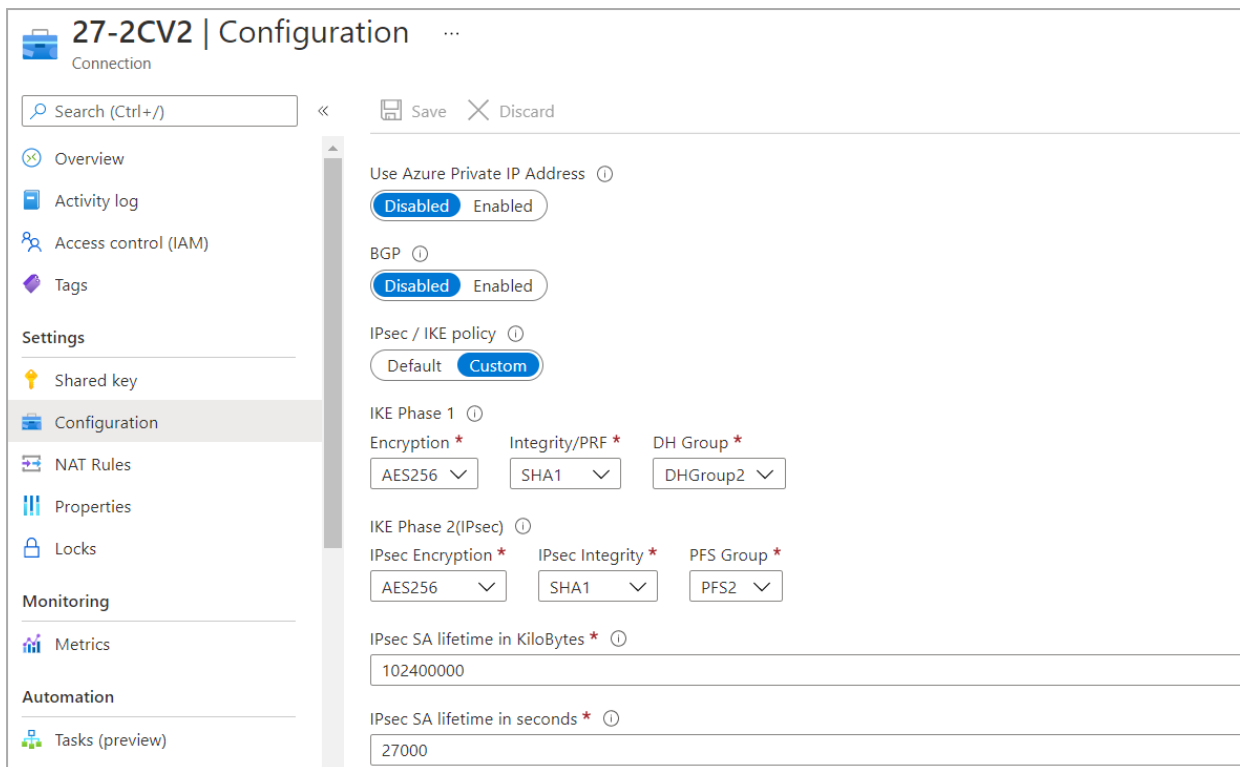 27-2CV2 | Configuration ...
Connection
Search (Ctrl+/)
«
Save
Discard
Overview
Activity log
Access control (IAM)
Tags
Settings
Shared key
Configuration
NAT Rules
Properties
Locks
Monitoring
Metrics
Automation
Tasks (preview)
Use Azure Private IP Address
Disabled Enabled
BGP
Disabled Enabled
IPsec / IKE policy
Default Custom
IKE Phase 1
Encryption * Integrity/PRF * DH Group *
AES256 SHA1 DHGroup2
IKE Phase 2(IPsec)
IPsec Encryption * IPsec Integrity * PFS Group *
AES256 SHA1 PFS2
IPsec SA lifetime in KiloBytes *
102400000
IPsec SA lifetime in seconds *
27000